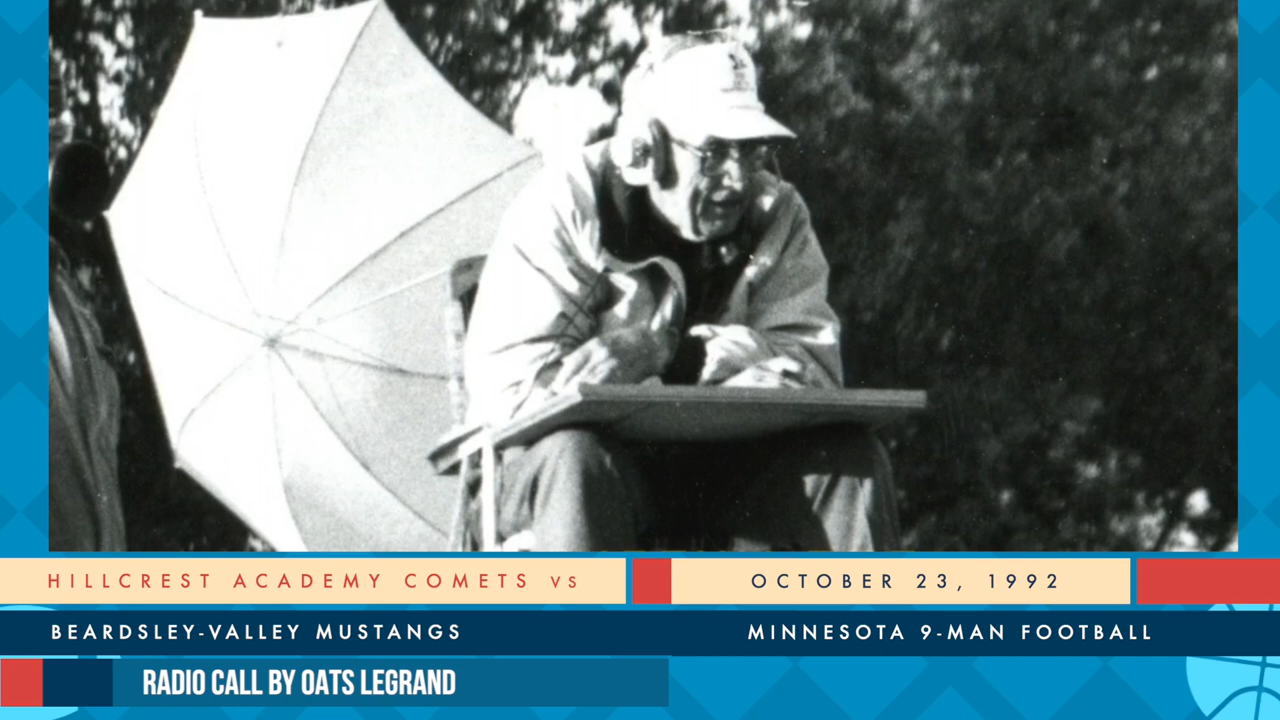 HILLCREST ACADEMY COMETS VS
OCTOBER 23, 1992
BEARDSLEY-VALLEY MUSTANGS
MINNESOTA 9-MAN FOOTBALL
RADIO CALL BY OATS LEGRAND